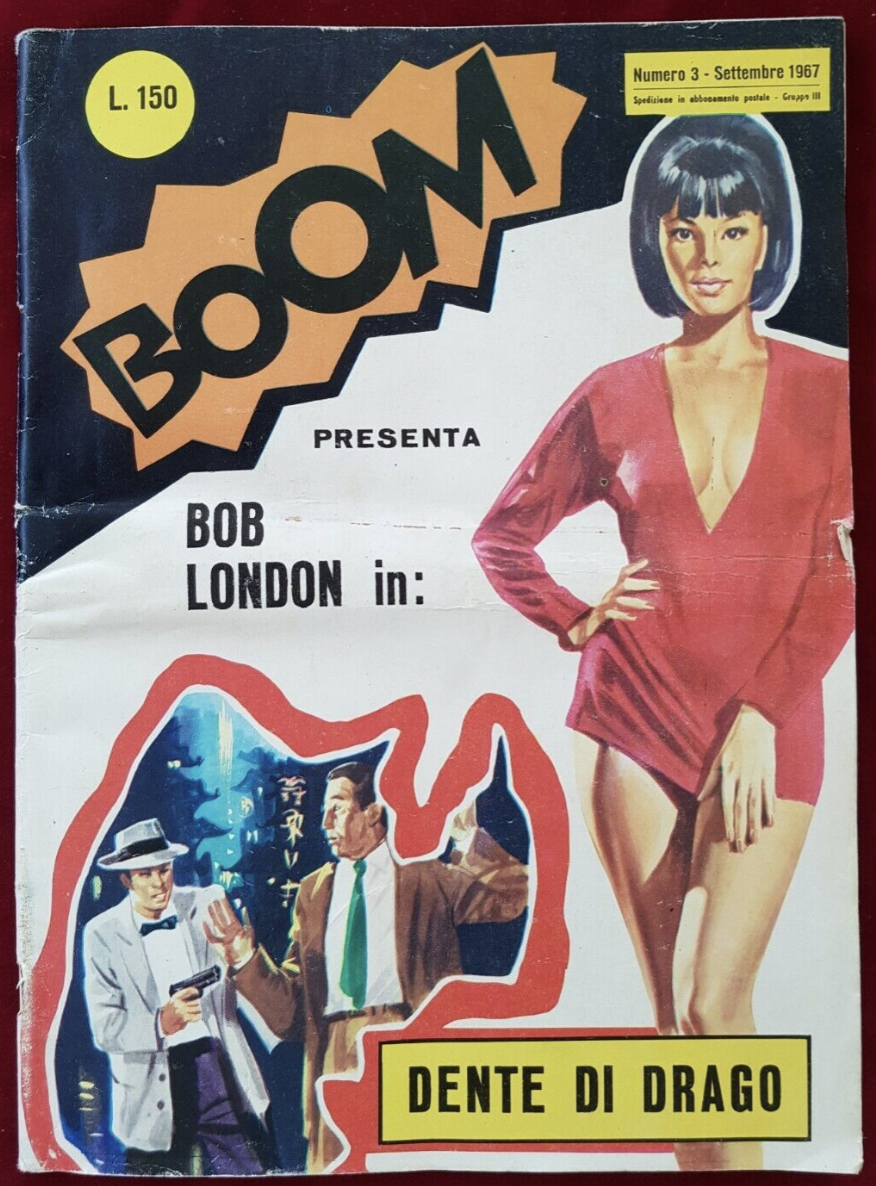 L. 150
BOOM
Numero 3 - Settembre 1967
Spedizione in abbonamento postale - Gruppo III
PRESENTA
BOB
LONDON in:
DENTE DI DRAGO